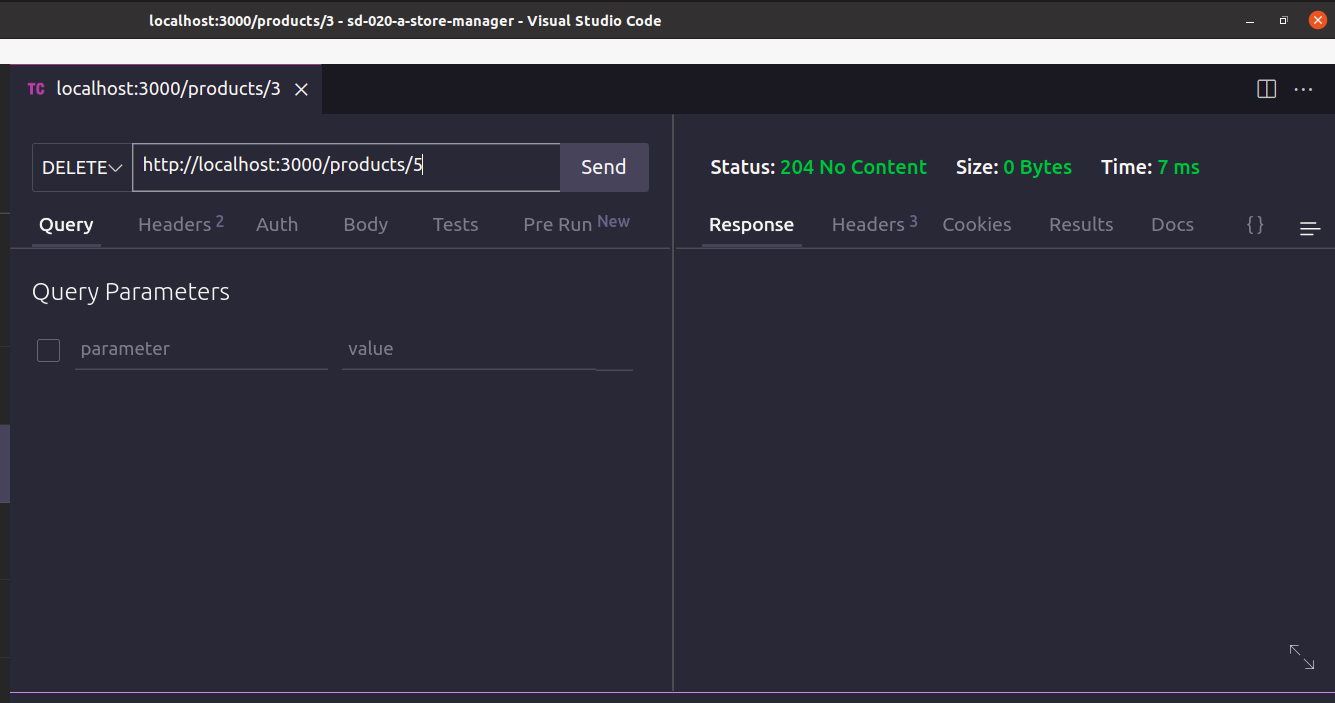 localhost:3000/products/3 - sd-020-a-store-manager - Visual Studio Code
TC localhost:3000/products/3
DELETE http://localhost:3000/products/5 Send
Status: 204 No Content Size: 0 Bytes Time: 7 ms
Query Headers 2 Auth Body Tests Pre Run New
Response Headers 3 Cookies Results Docs { }
Query Parameters
parameter value